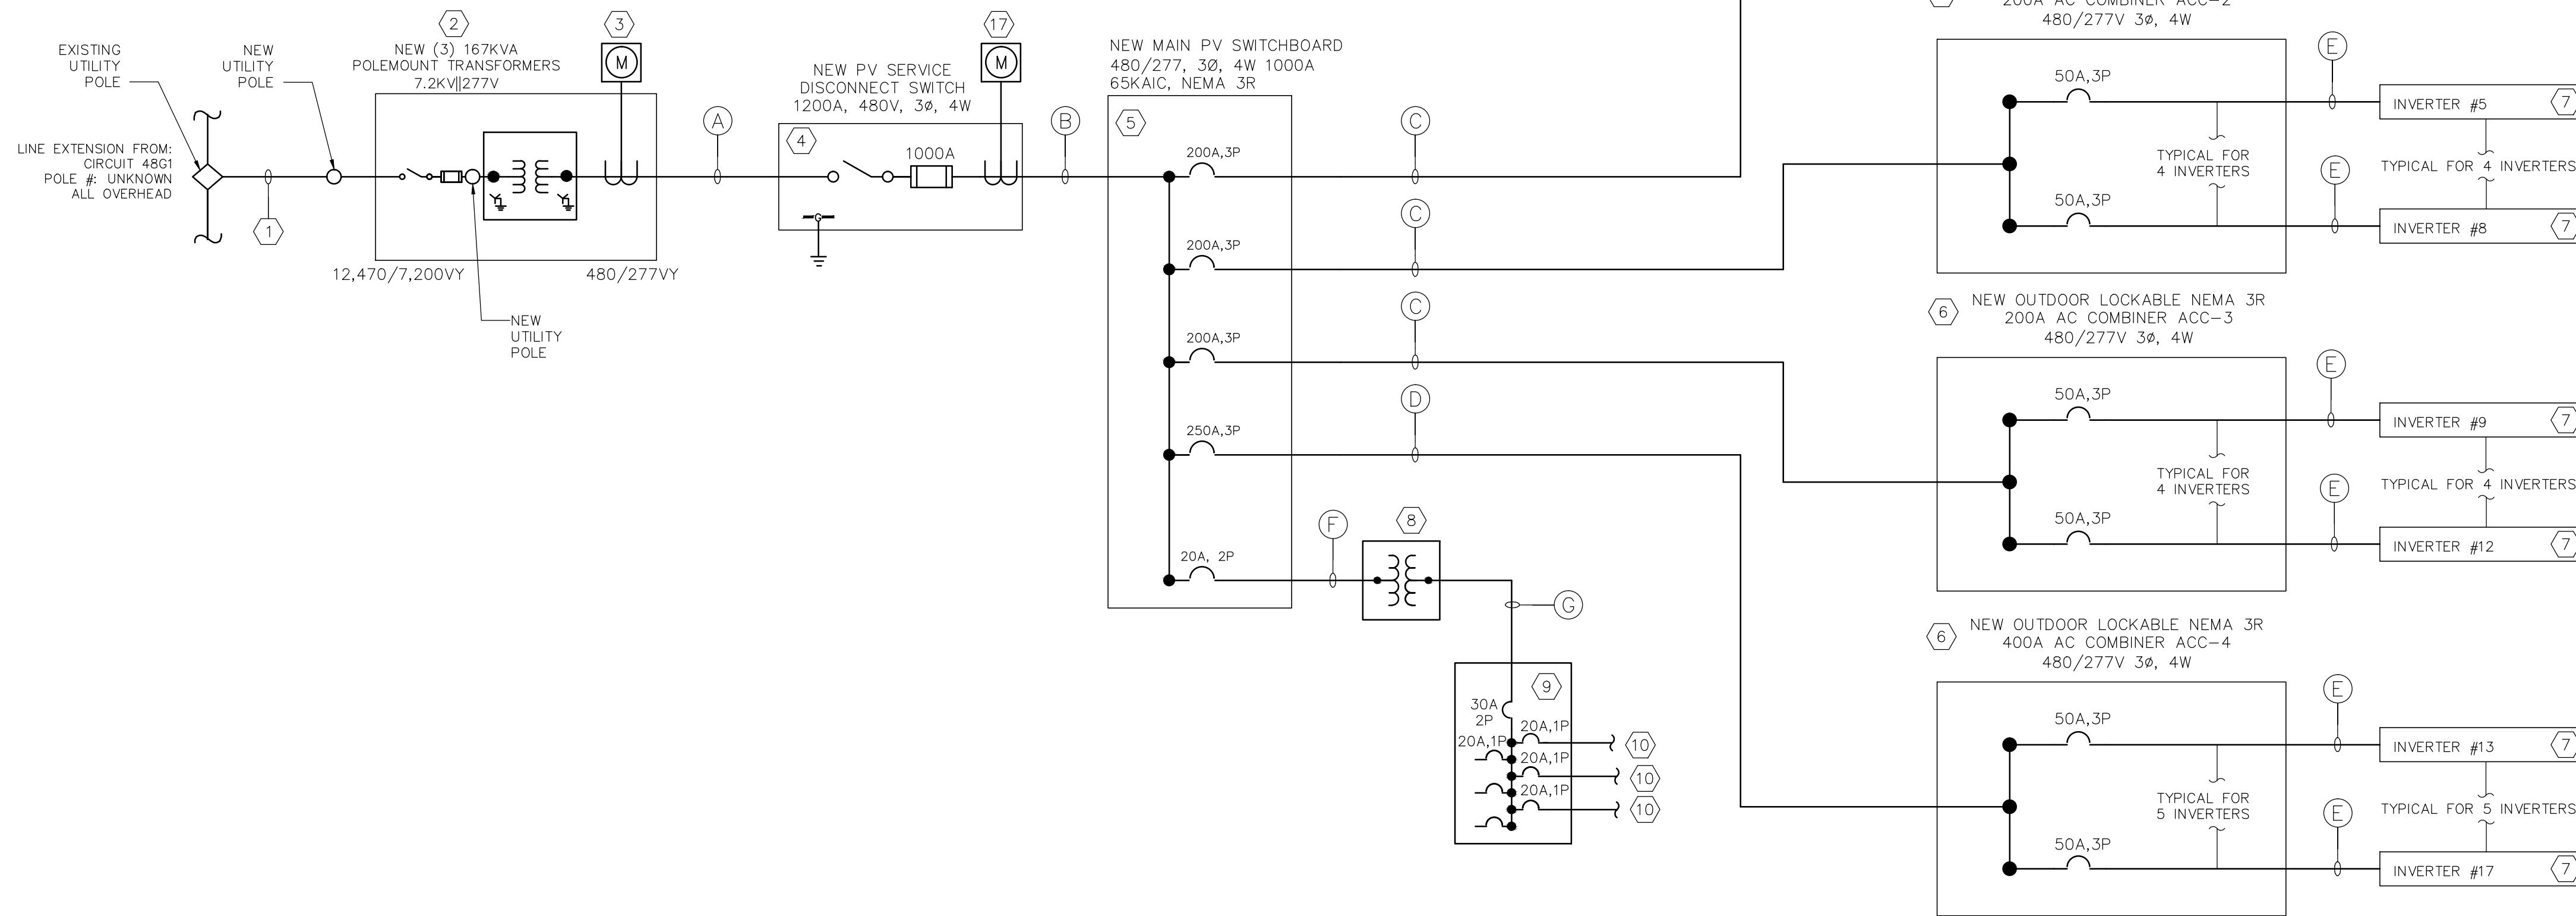 EXISTING
UTILITY
POLE
NEW
UTILITY
POLE
LINE EXTENSION FROM:
CIRCUIT 48G1
POLE #: UNKNOWN
ALL OVERHEAD
1
2
NEW (3) 167KVA
POLEMOUNT TRANSFORMERS
7.2KV||277V
12,470/7,200VY
480/277VY
NEW
UTILITY
POLE
3
M
A
NEW PV SERVICE
DISCONNECT SWITCH
1200A, 480V, 3ø, 4W
4
1000A
G
17
M
B
NEW MAIN PV SWITCHBOARD
480/277, 3Ø, 4W 1000A
65KAIC, NEMA 3R
5
200A,3P
C
200A,3P
C
200A,3P
C
250A,3P
D
20A, 2P
F
8
G
9
30A
2P
20A,1P
20A,1P
20A,1P
20A,1P
10
10
10
200A AC COMBINER ACC-2
480/277V 3ø, 4W
50A,3P
E
INVERTER #5
7
TYPICAL FOR
4 INVERTERS
TYPICAL FOR 4 INVERTERS
50A,3P
E
INVERTER #8
7
6
NEW OUTDOOR LOCKABLE NEMA 3R
200A AC COMBINER ACC-3
480/277V 3ø, 4W
50A,3P
E
INVERTER #9
7
TYPICAL FOR
4 INVERTERS
TYPICAL FOR 4 INVERTERS
50A,3P
E
INVERTER #12
7
6
NEW OUTDOOR LOCKABLE NEMA 3R
400A AC COMBINER ACC-4
480/277V 3ø, 4W
50A,3P
E
INVERTER #13
7
TYPICAL FOR
5 INVERTERS
TYPICAL FOR 5 INVERTERS
50A,3P
E
INVERTER #17
7